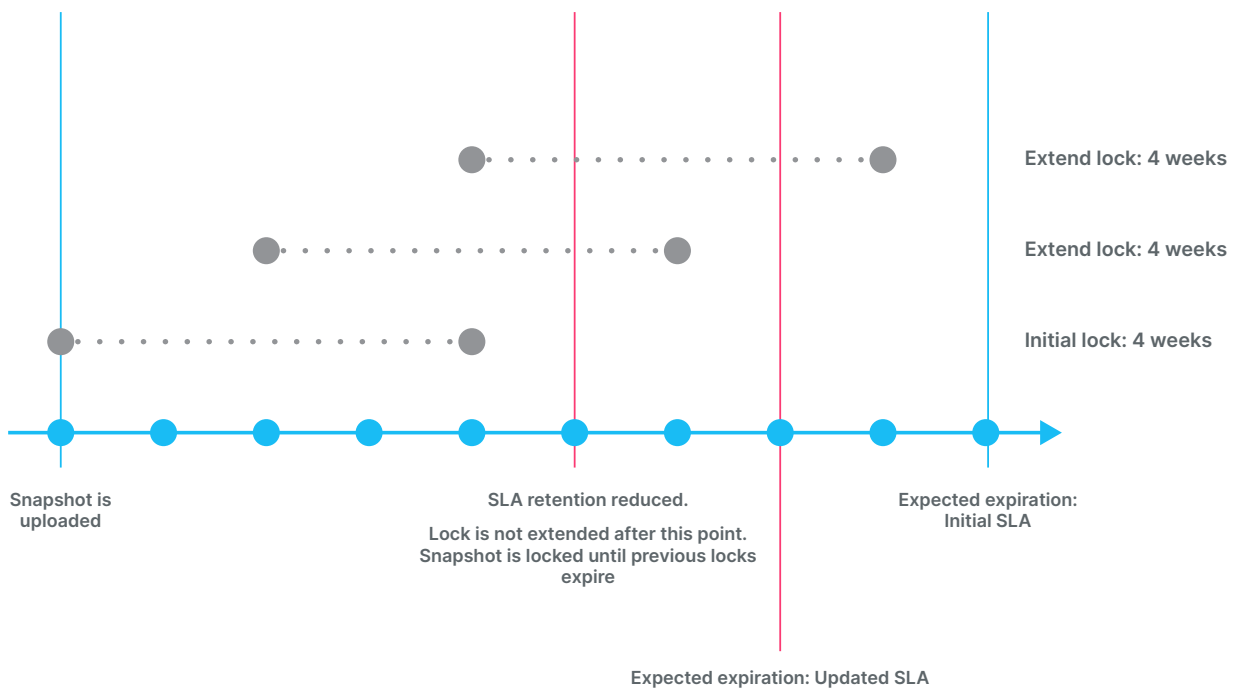 Extend lock: 4 weeks
Extend lock: 4 weeks
Initial lock: 4 weeks
Snapshot is
uploaded
SLA retention reduced.
Lock is not extended after this point.
Snapshot is locked until previous locks
expire
Expected expiration:
Initial SLA
Expected expiration: Updated SLA